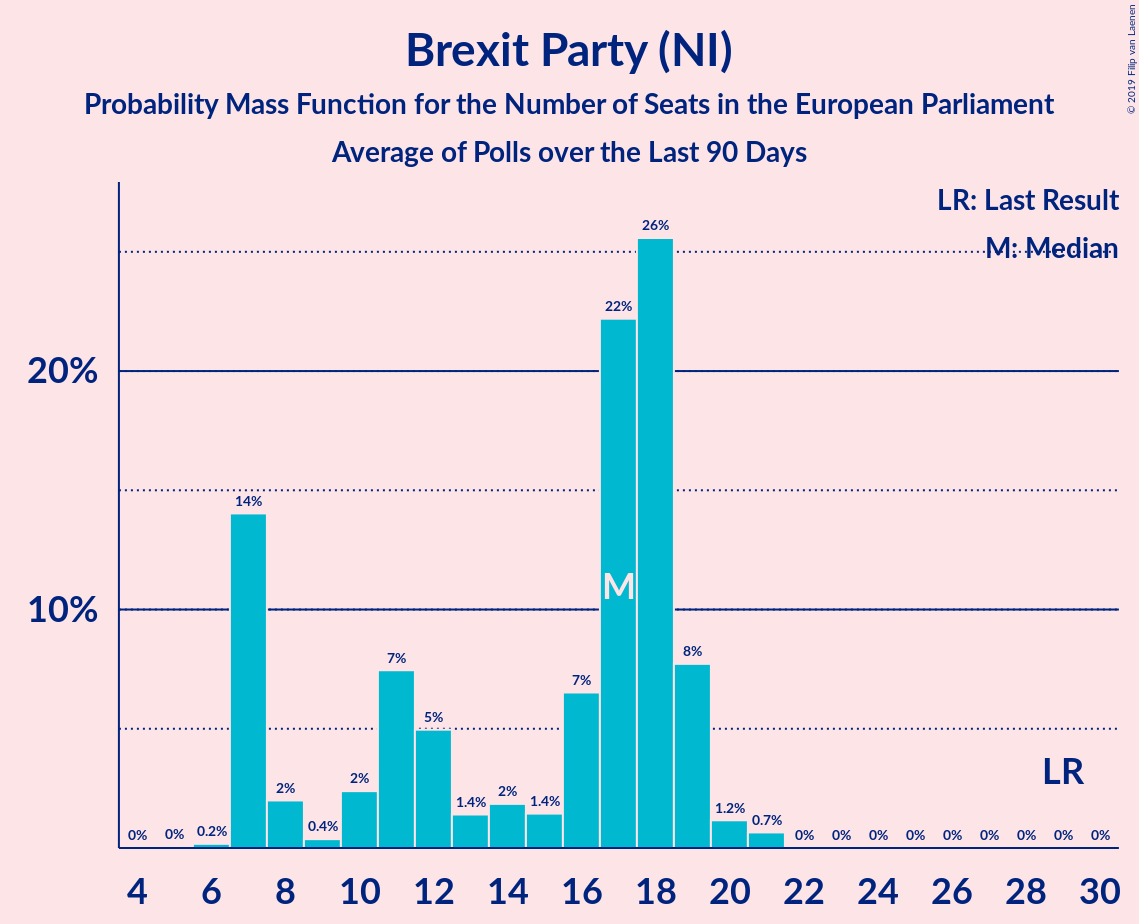 © 2019 Filip van Laenen
Brexit Party (NI)
Probability Mass Function for the Number of Seats in the European Parliament
Average of Polls over the Last 90 Days
LR: Last Result
M: Median
26%
22%
20%
14%
M
10%
7%
8%
7%
5%
LR
2%
2%
2%
1.4%
1.4%
1.2%
0.7%
0% 0% 0.2% 0.4% 0% 0% 0% 0% 0% 0% 0% 0% 0%
4 6 8 10 12 14 16 18 20 22 24 26 28 30